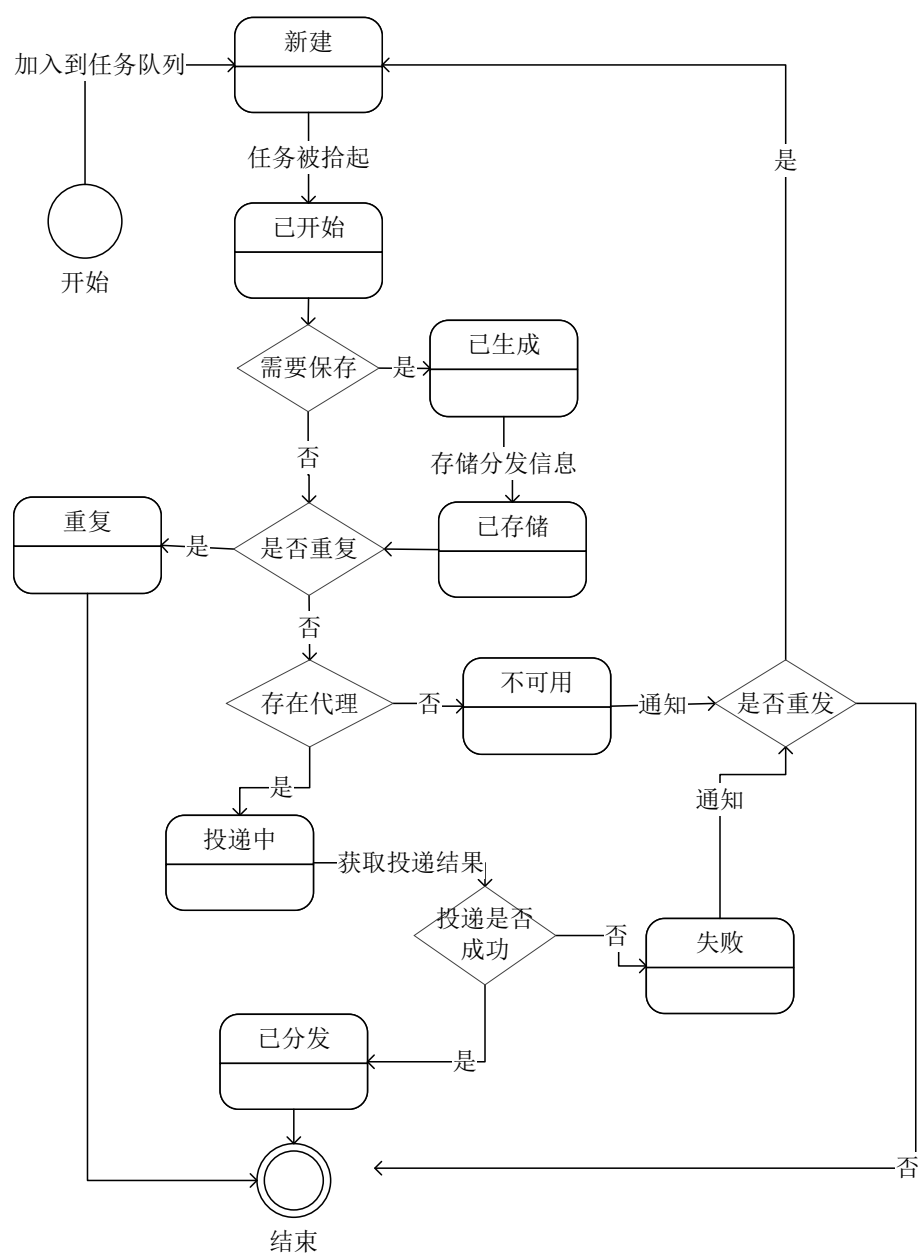 新建
加入到任务队列
是
任务被拾起
已开始
开始
已生成
需要保存
是
否
存储分发信息
重复
已存储
是
是否重复
否
不可用
存在代理
否
通知
是否重发
是
通知
投递中
获取投递结果
投递是否
成功
否
失败
已分发
是
否
结束